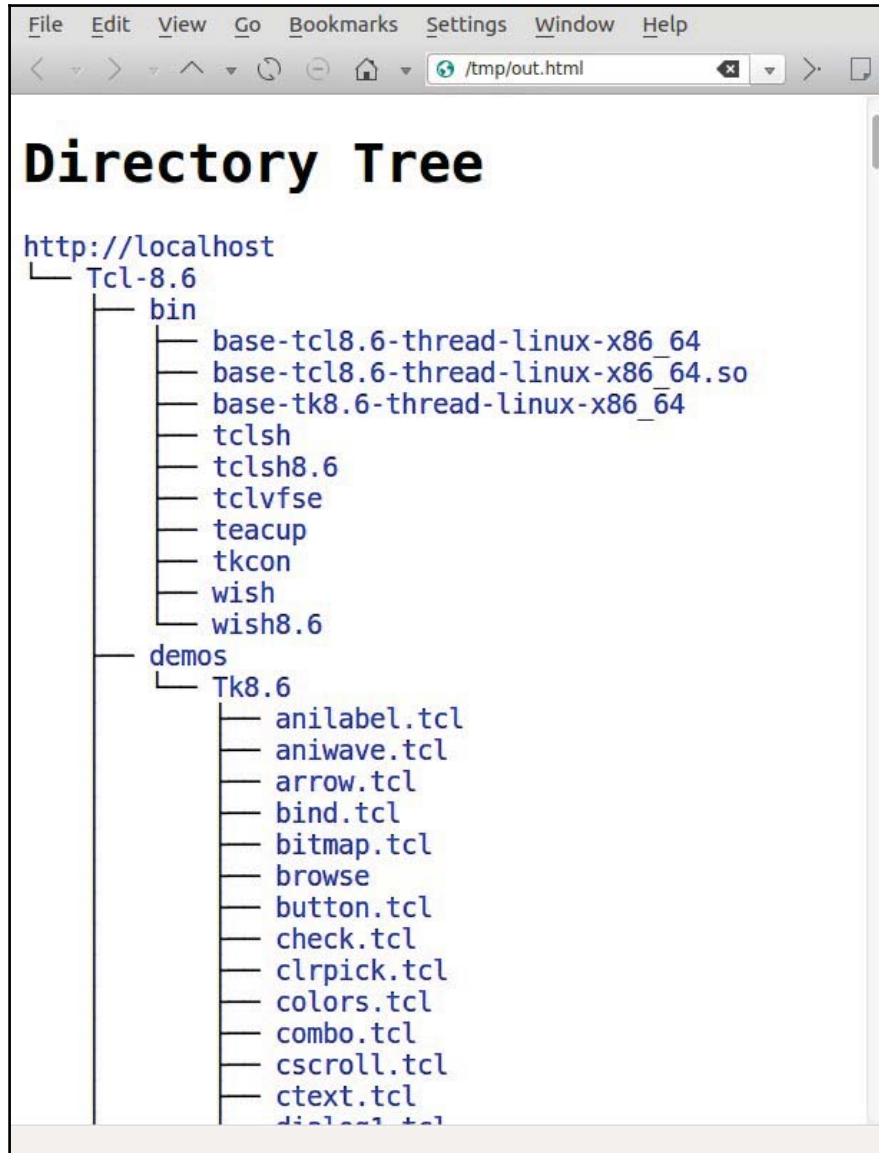 File Edit View Go Bookmarks Settings Window Help
/tmp/out.html
Directory Tree
http://localhost
└── Tcl-8.6
    ├── bin
    │   ├── base-tcl8.6-thread-linux-x86_64
    │   ├── base-tcl8.6-thread-linux-x86_64.so
    │   ├── base-tk8.6-thread-linux-x86_64
    │   ├── tclsh
    │   ├── tclsh8.6
    │   ├── tclvfse
    │   ├── teacup
    │   ├── tkcon
    │   ├── wish
    │   └── wish8.6
    ├── demos
    │   └── Tk8.6
    │       ├── anilabel.tcl
    │       ├── aniwave.tcl
    │       ├── arrow.tcl
    │       ├── bind.tcl
    │       ├── bitmap.tcl
    │       ├── browse
    │       ├── button.tcl
    │       ├── check.tcl
    │       ├── clrpick.tcl
    │       ├── colors.tcl
    │       ├── combo.tcl
    │       ├── cscroll.tcl
    │       ├── ctext.tcl
    │       ├── dialog1.tcl